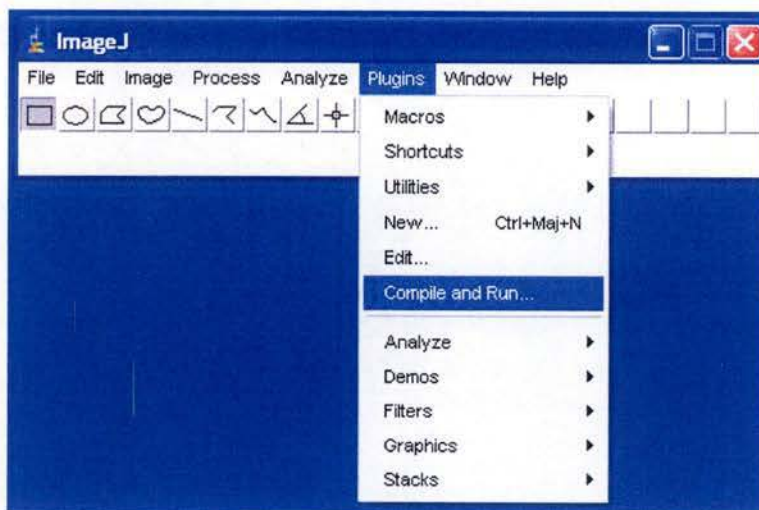 ImageJ
File Edit Image Process Analyze Plugins Window Help
Macros
Shortcuts
Utilities
New... Ctrl+Maj+N
Edit...
Compile and Run...
Analyze
Demos
Filters
Graphics
Stacks